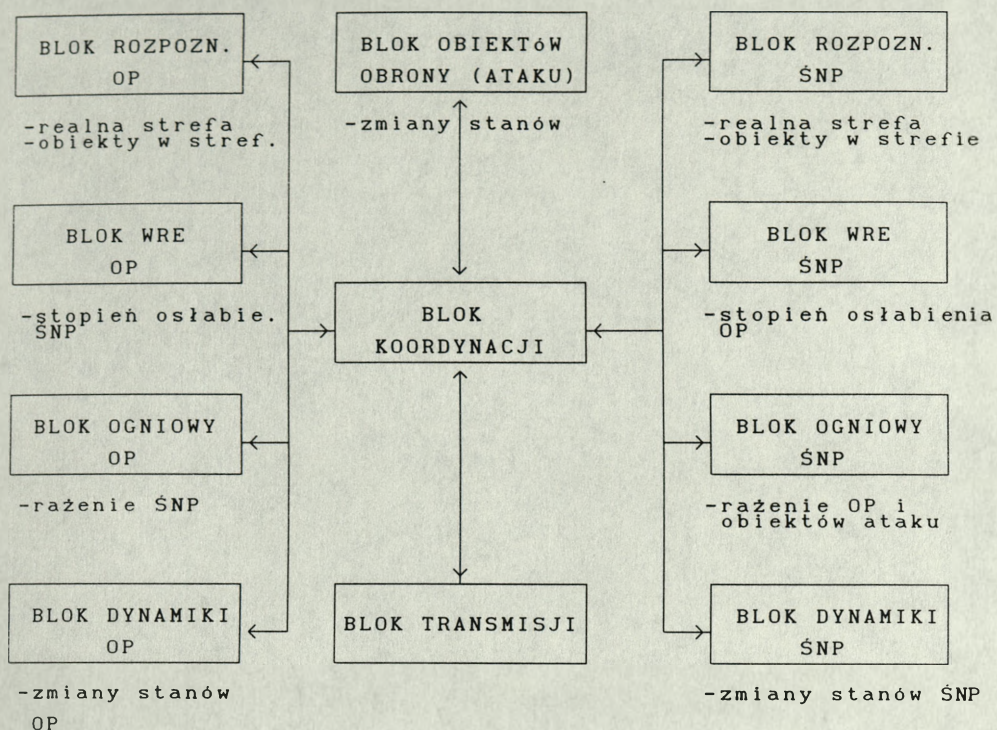 BLOK ROZPOZN.
OP
-realna strefa
-obiekty w stref.
BLOK WRE
OP
-stopień osłabie.
ŚNP
BLOK OGNIOWY
OP
-rażenie ŚNP
BLOK DYNAMIKI
OP
-zmiany stanów
OP
BLOK OBIEKTóW
OBRONY (ATAKU)
-zmiany stanów
BLOK
KOORDYNACJI
BLOK TRANSMISJI
BLOK ROZPOZN.
ŚNP
-realna strefa
-obiekty w strefie
BLOK WRE
ŚNP
-stopień osłabienia
OP
BLOK OGNIOWY
ŚNP
-rażenie OP i
obiektów ataku
BLOK DYNAMIKI
ŚNP
-zmiany stanów ŚNP